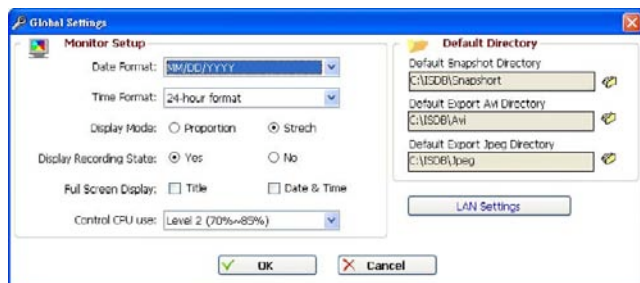 Global Settings
Monitor Setup
Date Format: MM/DD/YYYY
Time Format: 24-hour format
Display Mode: Proportion Strech
Display Recording State: Yes No
Full Screen Display: Title Date & Time
Control CPU use: Level 2 (70%~85%)
Default Directory
Default Snapshot Directory
C:\ISDB\Snapshort
Default Export Avi Directory
C:\ISDB\Avi
Default Export Jpeg Directory
C:\ISDB\Jpeg
LAN Settings
OK Cancel